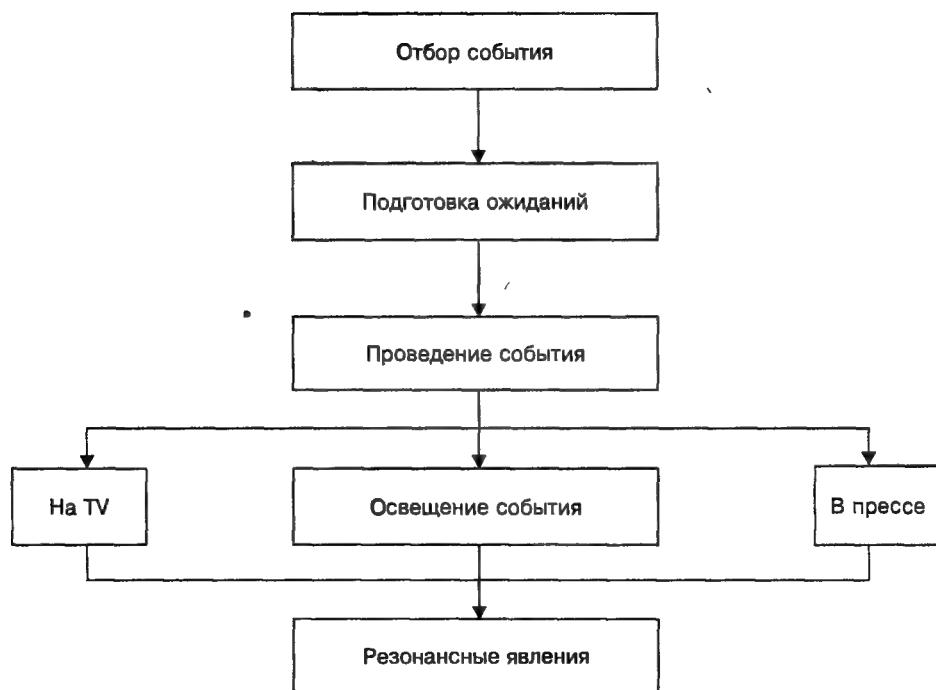 Отбор события
Подготовка ожиданий
Проведение события
На TV
Освещение события
В прессе
Резонансные явления